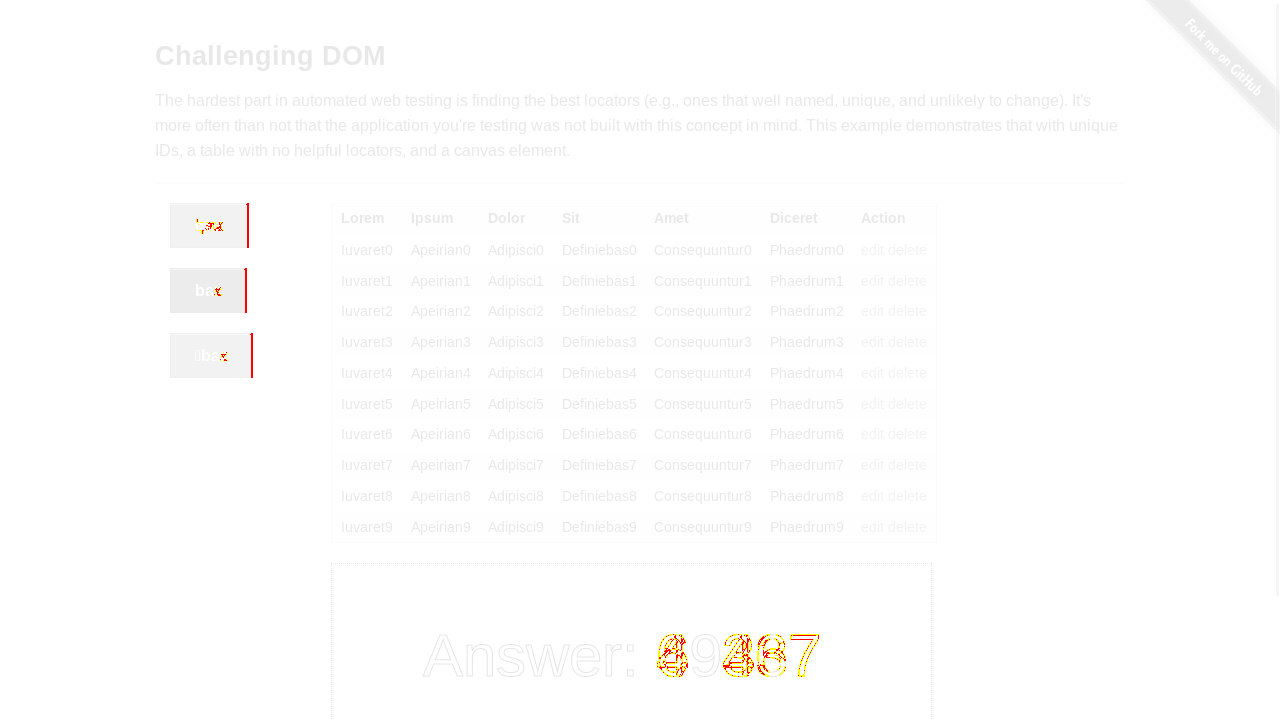 Fork me on GitHub
Challenging DOM
The hardest part in automated web testing is finding the best locators (e.g., ones that well named, unique, and unlikely to change). It's
more often than not that the application you're testing was not built with this concept in mind. This example demonstrates that with unique
IDs, a table with no helpful locators, and a canvas element.
Lorem Ipsum Dolor Sit Amet Diceret Action
Iuvaret0 Apeirian0 Adipisci0 Definiebas0 Consequuntur0 Phaedrum0 edit delete
Iuvaret1 Apeirian1 Adipisci1 Definiebas1 Consequuntur1 Phaedrum1 edit delete
Iuvaret2 Apeirian2 Adipisci2 Definiebas2 Consequuntur2 Phaedrum2 edit delete
Iuvaret3 Apeirian3 Adipisci3 Definiebas3 Consequuntur3 Phaedrum3 edit delete
Iuvaret4 Apeirian4 Adipisci4 Definiebas4 Consequuntur4 Phaedrum4 edit delete
Iuvaret5 Apeirian5 Adipisci5 Definiebas5 Consequuntur5 Phaedrum5 edit delete
Iuvaret6 Apeirian6 Adipisci6 Definiebas6 Consequuntur6 Phaedrum6 edit delete
Iuvaret7 Apeirian7 Adipisci7 Definiebas7 Consequuntur7 Phaedrum7 edit delete
Iuvaret8 Apeirian8 Adipisci8 Definiebas8 Consequuntur8 Phaedrum8 edit delete
Iuvaret9 Apeirian9 Adipisci9 Definiebas9 Consequuntur9 Phaedrum9 edit delete
Answer: